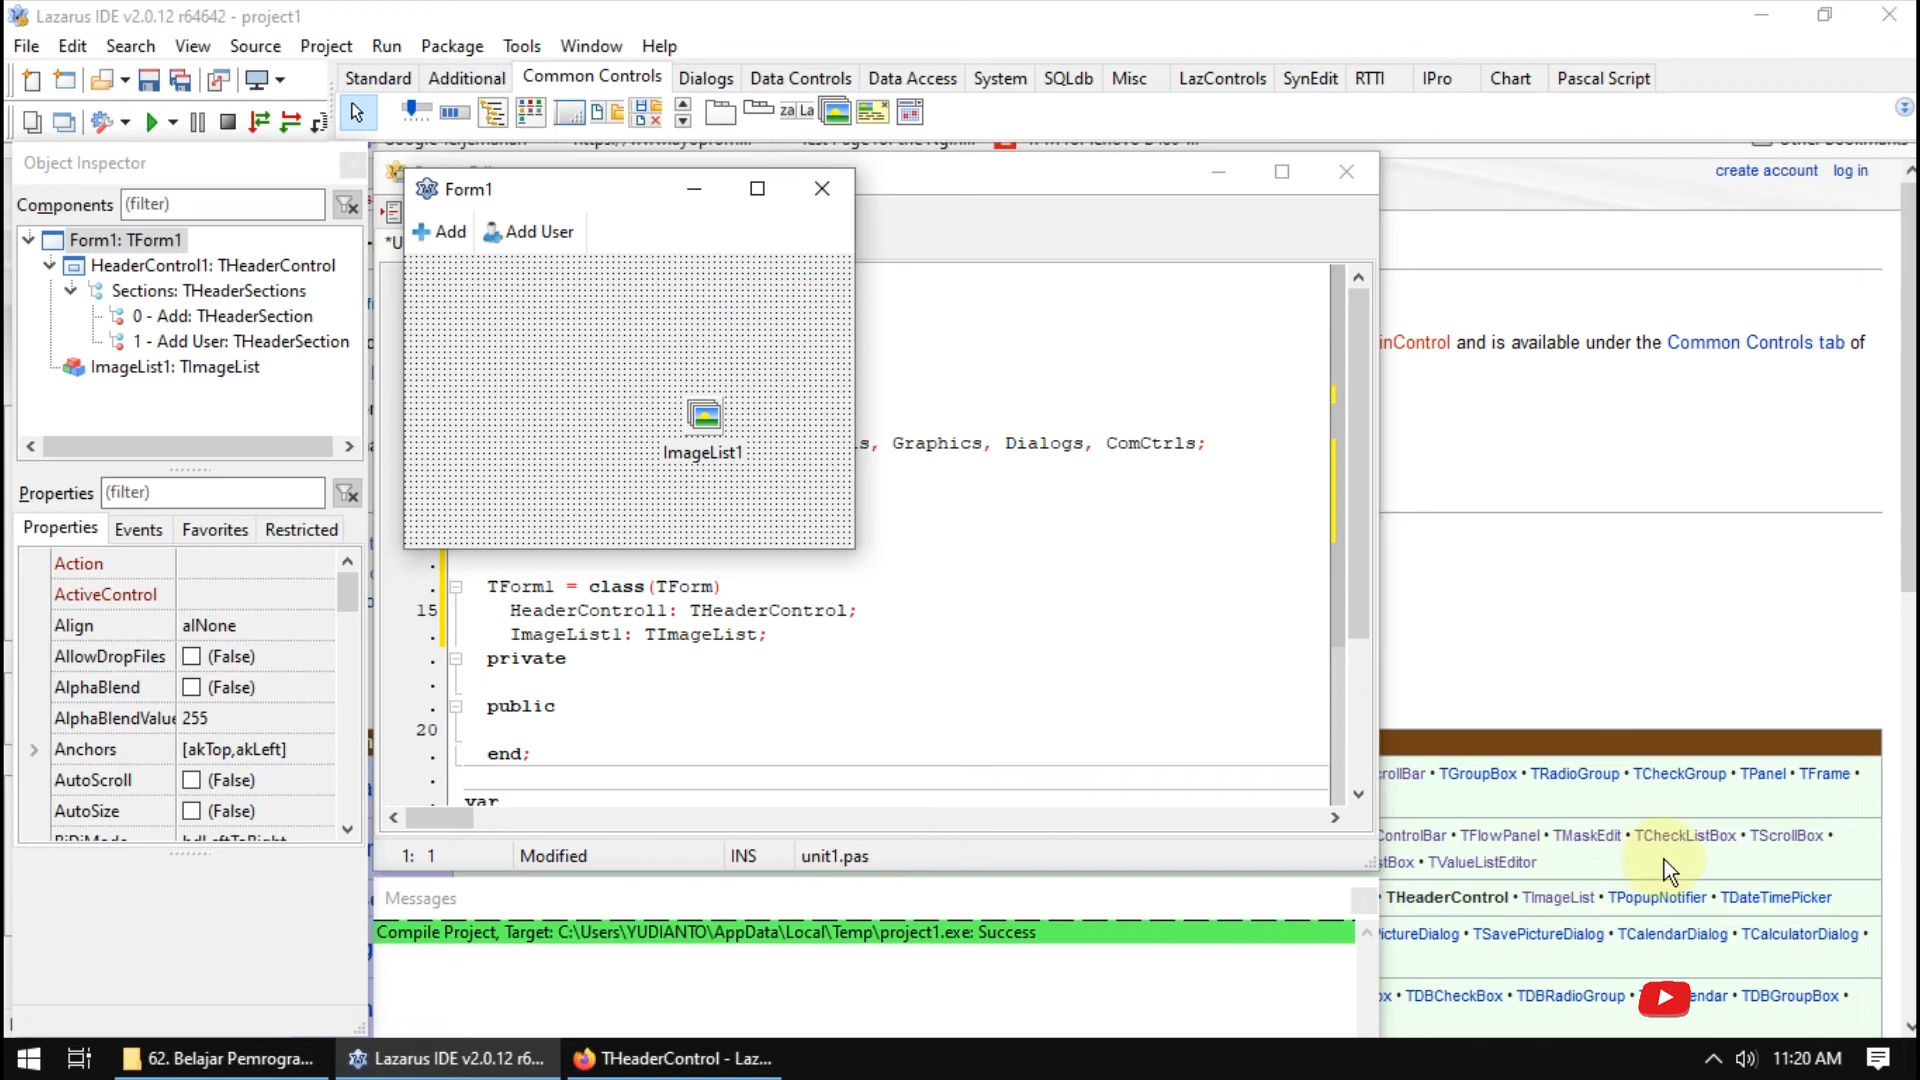 Lazarus IDE v2.0.12 r64642 - project1
File Edit Search View Source Project Run Package Tools Window Help
Standard Additional Common Controls Dialogs Data Controls Data Access System SQLdb Misc LazControls SynEdit RTTI IPro Chart Pascal Script
Object Inspector
create account log in
Components (filter)
Form1
Form1: TForm1
Add Add User
HeaderControl1: THeaderControl
Sections: THeaderSections
0 - Add: THeaderSection
1 - Add User: THeaderSection
ImageList1: TImageList
inControl and is available under the Common Controls tab of
s, Graphics, Dialogs, ComCtrls;
ImageList1
Properties (filter)
Properties Events Favorites Restricted
Action
ActiveControl
Align alNone
AllowDropFiles (False)
AlphaBlend (False)
AlphaBlendValue 255
Anchors [akTop,akLeft]
AutoScroll (False)
AutoSize (False)
TForm1 = class(TForm)
15 HeaderControl1: THeaderControl;
ImageList1: TImageList;
private
public
20
end;
var
1: 1 Modified INS unit1.pas
crollBar • TGroupBox • TRadioGroup • TCheckGroup • TPanel • TFrame •
ControlBar • TFlowPanel • TMaskEdit • TCheckListBox • TScrollBox •
stBox • TValueListEditor
• THeaderControl • TImageList • TPopupNotifier • TDateTimePicker
PictureDialog • TSavePictureDialog • TCalendarDialog • TCalculatorDialog •
ox • TDBCheckBox • TDBRadioGroup • endar • TDBGroupBox •
Messages
Compile Project, Target: C:\Users\YUDIANTO\AppData\Local\Temp\project1.exe: Success
62. Belajar Pemrogra... Lazarus IDE v2.0.12 r6... THeaderControl - Laz... 11:20 AM